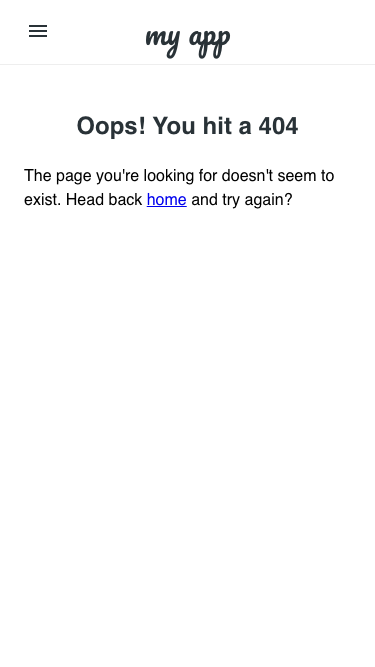 my app
Oops! You hit a 404
The page you're looking for doesn't seem to
exist. Head back home and try again?